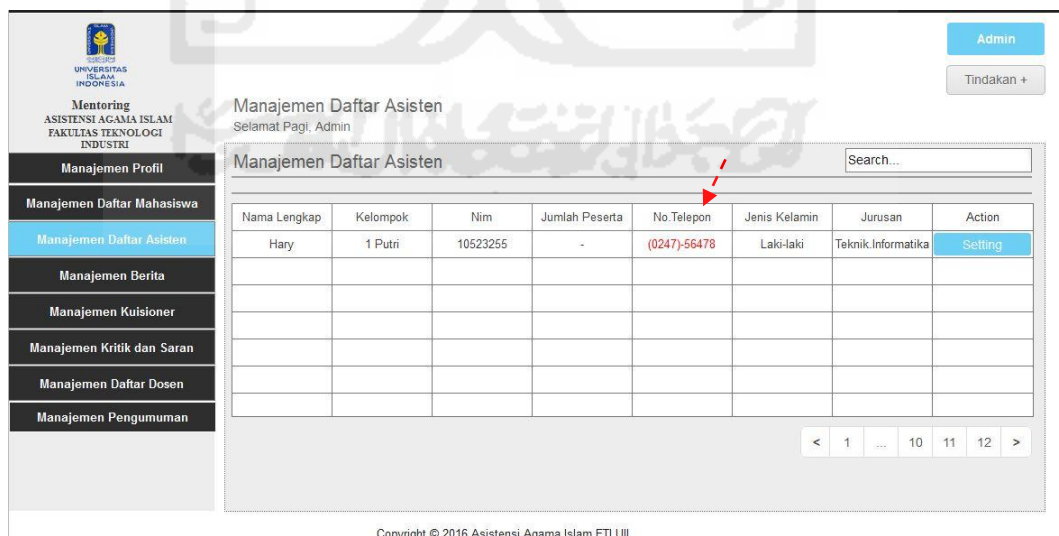 Admin
UNIVERSITAS
ISLAM
INDONESIA
Tindakan +
Mentoring
ASISTENSI AGAMA ISLAM
FAKULTAS TEKNOLOGI
INDUSTRI
Manajemen Daftar Asisten
Selamat Pagi, Admin
Manajemen Profil
Manajemen Daftar Mahasiswa
Manajemen Daftar Asisten
Manajemen Berita
Manajemen Kuisioner
Manajemen Kritik dan Saran
Manajemen Daftar Dosen
Manajemen Pengumuman
Manajemen Daftar Asisten
Search...
Nama Lengkap Kelompok Nim Jumlah Peserta No.Telepon Jenis Kelamin Jurusan Action
Hary 1 Putri 10523255 - (0247)-56478 Laki-laki Teknik.Informatika Setting
< 1 ... 10 11 12 >
Copyright © 2016 Asistensi Agama Islam FTI UII